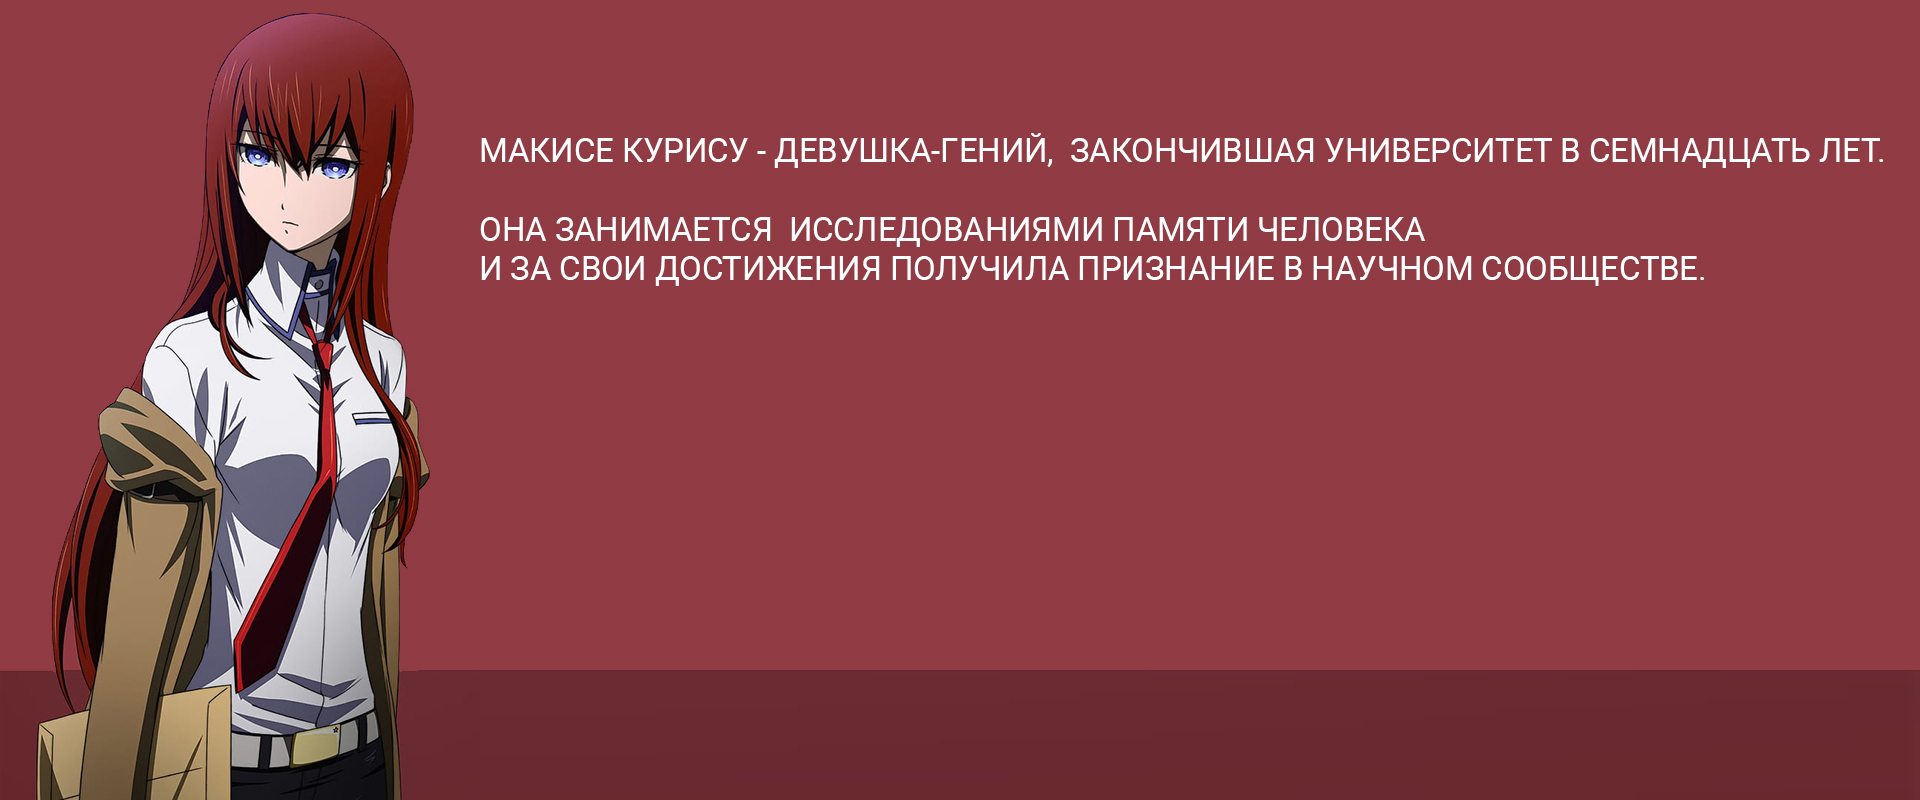 МАКИСЕ КУРИСУ - ДЕВУШКА-ГЕНИЙ,  ЗАКОНЧИВШАЯ УНИВЕРСИТЕТ В СЕМНАДЦАТЬ ЛЕТ.
ОНА ЗАНИМАЕТСЯ  ИССЛЕДОВАНИЯМИ ПАМЯТИ ЧЕЛОВЕКА
И ЗА СВОИ ДОСТИЖЕНИЯ ПОЛУЧИЛА ПРИЗНАНИЕ В НАУЧНОМ СООБЩЕСТВЕ.